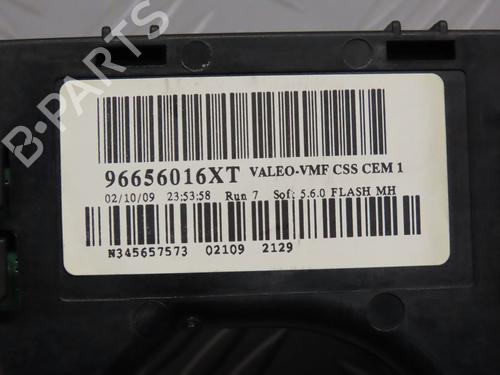 96656016XT VALEO-VMF CSS CEM 1
02/10/09 23:53:58 Run 7 Soft 5.6.0 FLASH MH
N345657573 02109 2129
B-PARTS